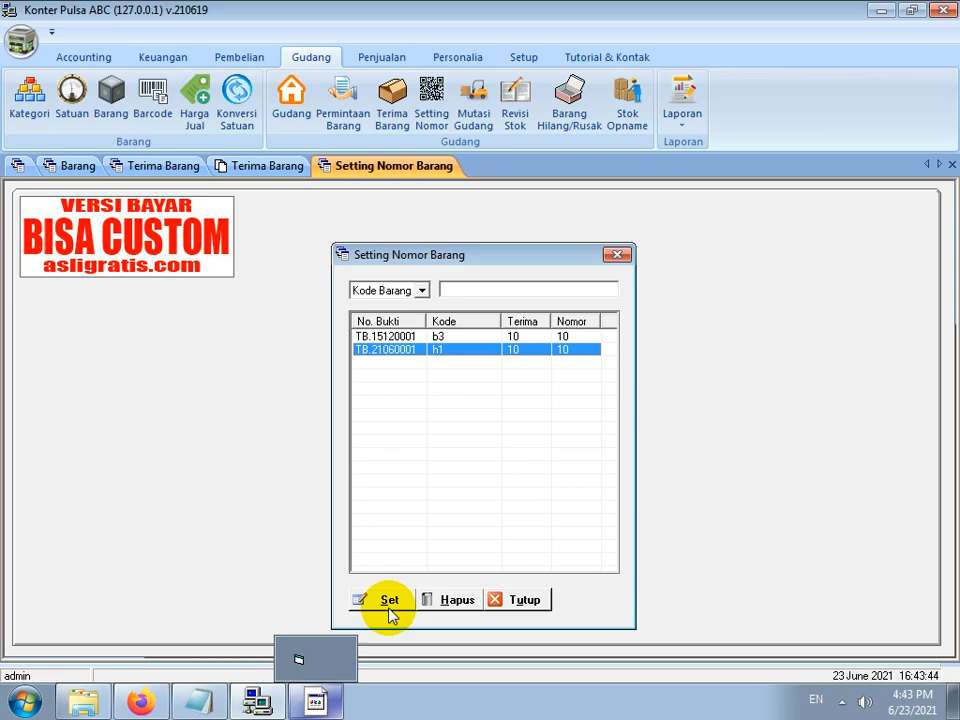 Konter Pulsa ABC (127.0.0.1) v.210619
Accounting Keuangan Pembelian Gudang Penjualan Personalia Setup Tutorial & Kontak
Kategori Satuan Barang Barcode Harga Jual Konversi Satuan Gudang Permintaan Barang Terima Barang Setting Nomor Mutasi Gudang Revisi Stok Barang Hilang/Rusak Stok Opname Laporan
Barang Gudang Laporan
Barang Terima Barang Terima Barang Setting Nomor Barang
VERSI BAYAR
BISA CUSTOM
asligratis.com
Setting Nomor Barang
Kode Barang
No. Bukti Kode Terima Nomor
TB.15120001 b3 10 10
TB.21060001 h1 10 10
Set Hapus Tutup
admin 23 June 2021 16:43:44
EN 4:43 PM
6/23/2021